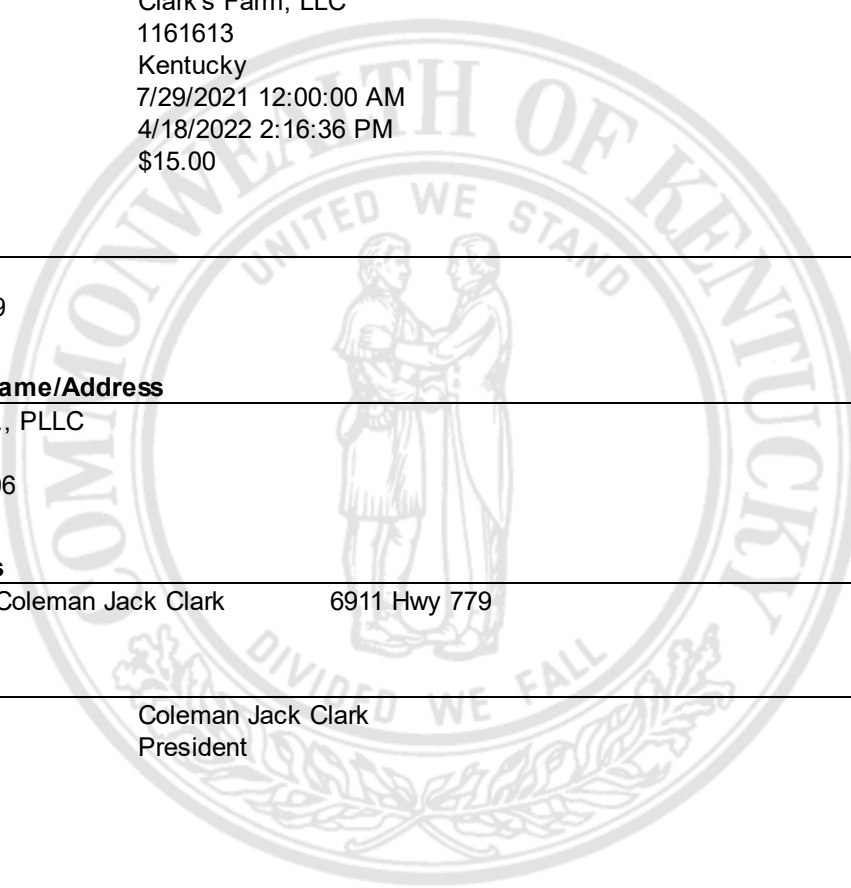 Clark's Farm, LLC
1161613
Kentucky
7/29/2021 12:00:00 AM
4/18/2022 2:16:36 PM
$15.00
9
ame/Address
., PLLC
06
s
Coleman Jack Clark 6911 Hwy 779
Coleman Jack Clark
President
COMMONWEALTH OF KENTUCKY
UNITED WE STAND
DIVIDED WE FALL